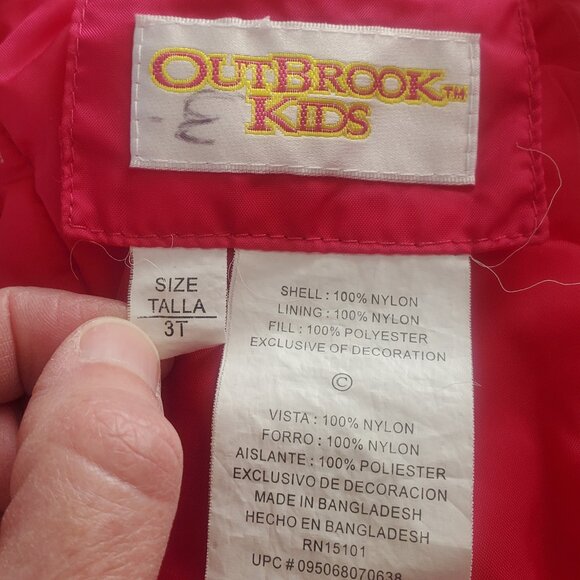 OUTBROOK™
KIDS
SIZE
TALLA
3T
SHELL : 100% NYLON
LINING : 100% NYLON
FILL : 100% POLYESTER
EXCLUSIVE OF DECORATION
©
VISTA : 100% NYLON
FORRO : 100% NYLON
AISLANTE : 100% POLIESTER
EXCLUSIVO DE DECORACION
MADE IN BANGLADESH
HECHO EN BANGLADESH
RN15101
UPC # 095068070638